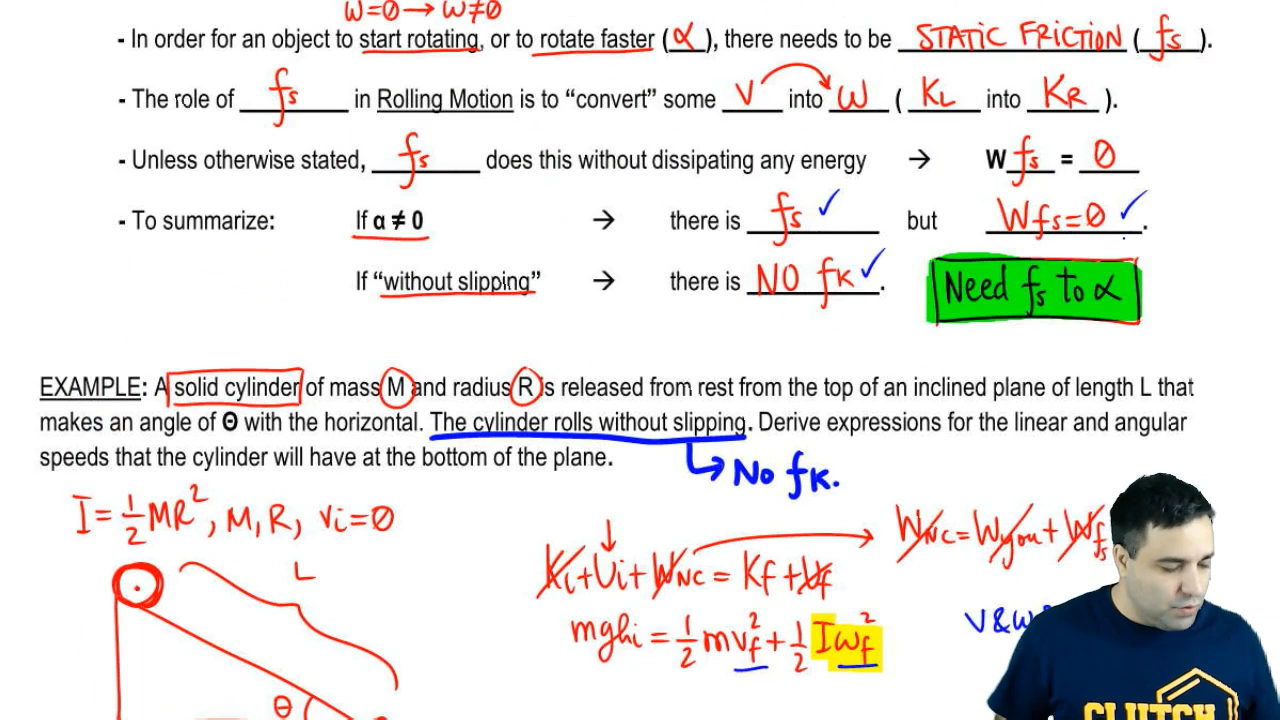 ω=0 → ω≠0
- In order for an object to start rotating, or to rotate faster (α), there needs to be STATIC FRICTION (fs).
- The role of fs in Rolling Motion is to “convert” some V into ω (KL into KR).
- Unless otherwise stated, fs does this without dissipating any energy → Wfs = 0
- To summarize: If α ≠ 0 → there is fs ✓ but Wfs=0 ✓.
If “without slipping” → there is NO fK ✓.
Need fs to α
EXAMPLE: A solid cylinder of mass M and radius R is released from rest from the top of an inclined plane of length L that
makes an angle of Θ with the horizontal. The cylinder rolls without slipping. Derive expressions for the linear and angular
speeds that the cylinder will have at the bottom of the plane.
↳ No fK.
I = 1/2 MR², M, R, vi=0
WNC = Wyou + Wfs
L
Ki + Ui + WNC = Kf + Uf
mghi = 1/2 mvf² + 1/2 Iωf²
V&W
θ
CLUTCH